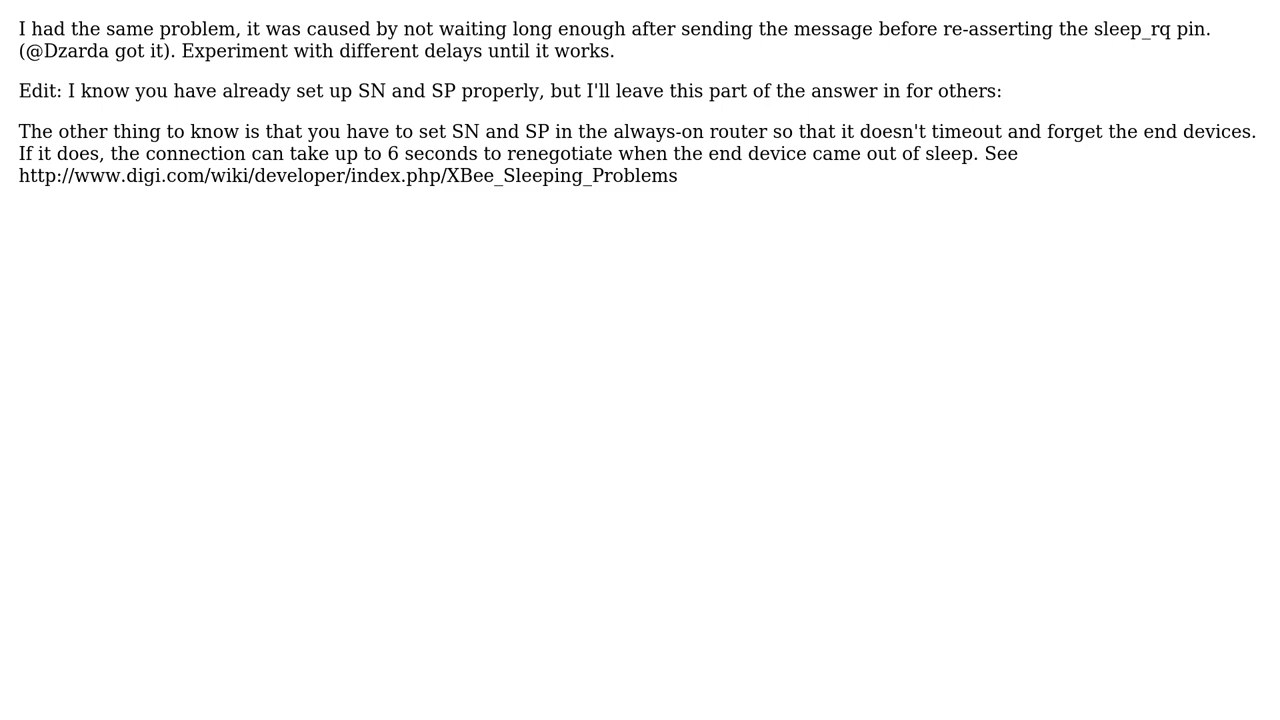 I had the same problem, it was caused by not waiting long enough after sending the message before re-asserting the sleep_rq pin.
(@Dzarda got it). Experiment with different delays until it works.
Edit: I know you have already set up SN and SP properly, but I'll leave this part of the answer in for others:
The other thing to know is that you have to set SN and SP in the always-on router so that it doesn't timeout and forget the end devices.
If it does, the connection can take up to 6 seconds to renegotiate when the end device came out of sleep. See
http://www.digi.com/wiki/developer/index.php/XBee_Sleeping_Problems